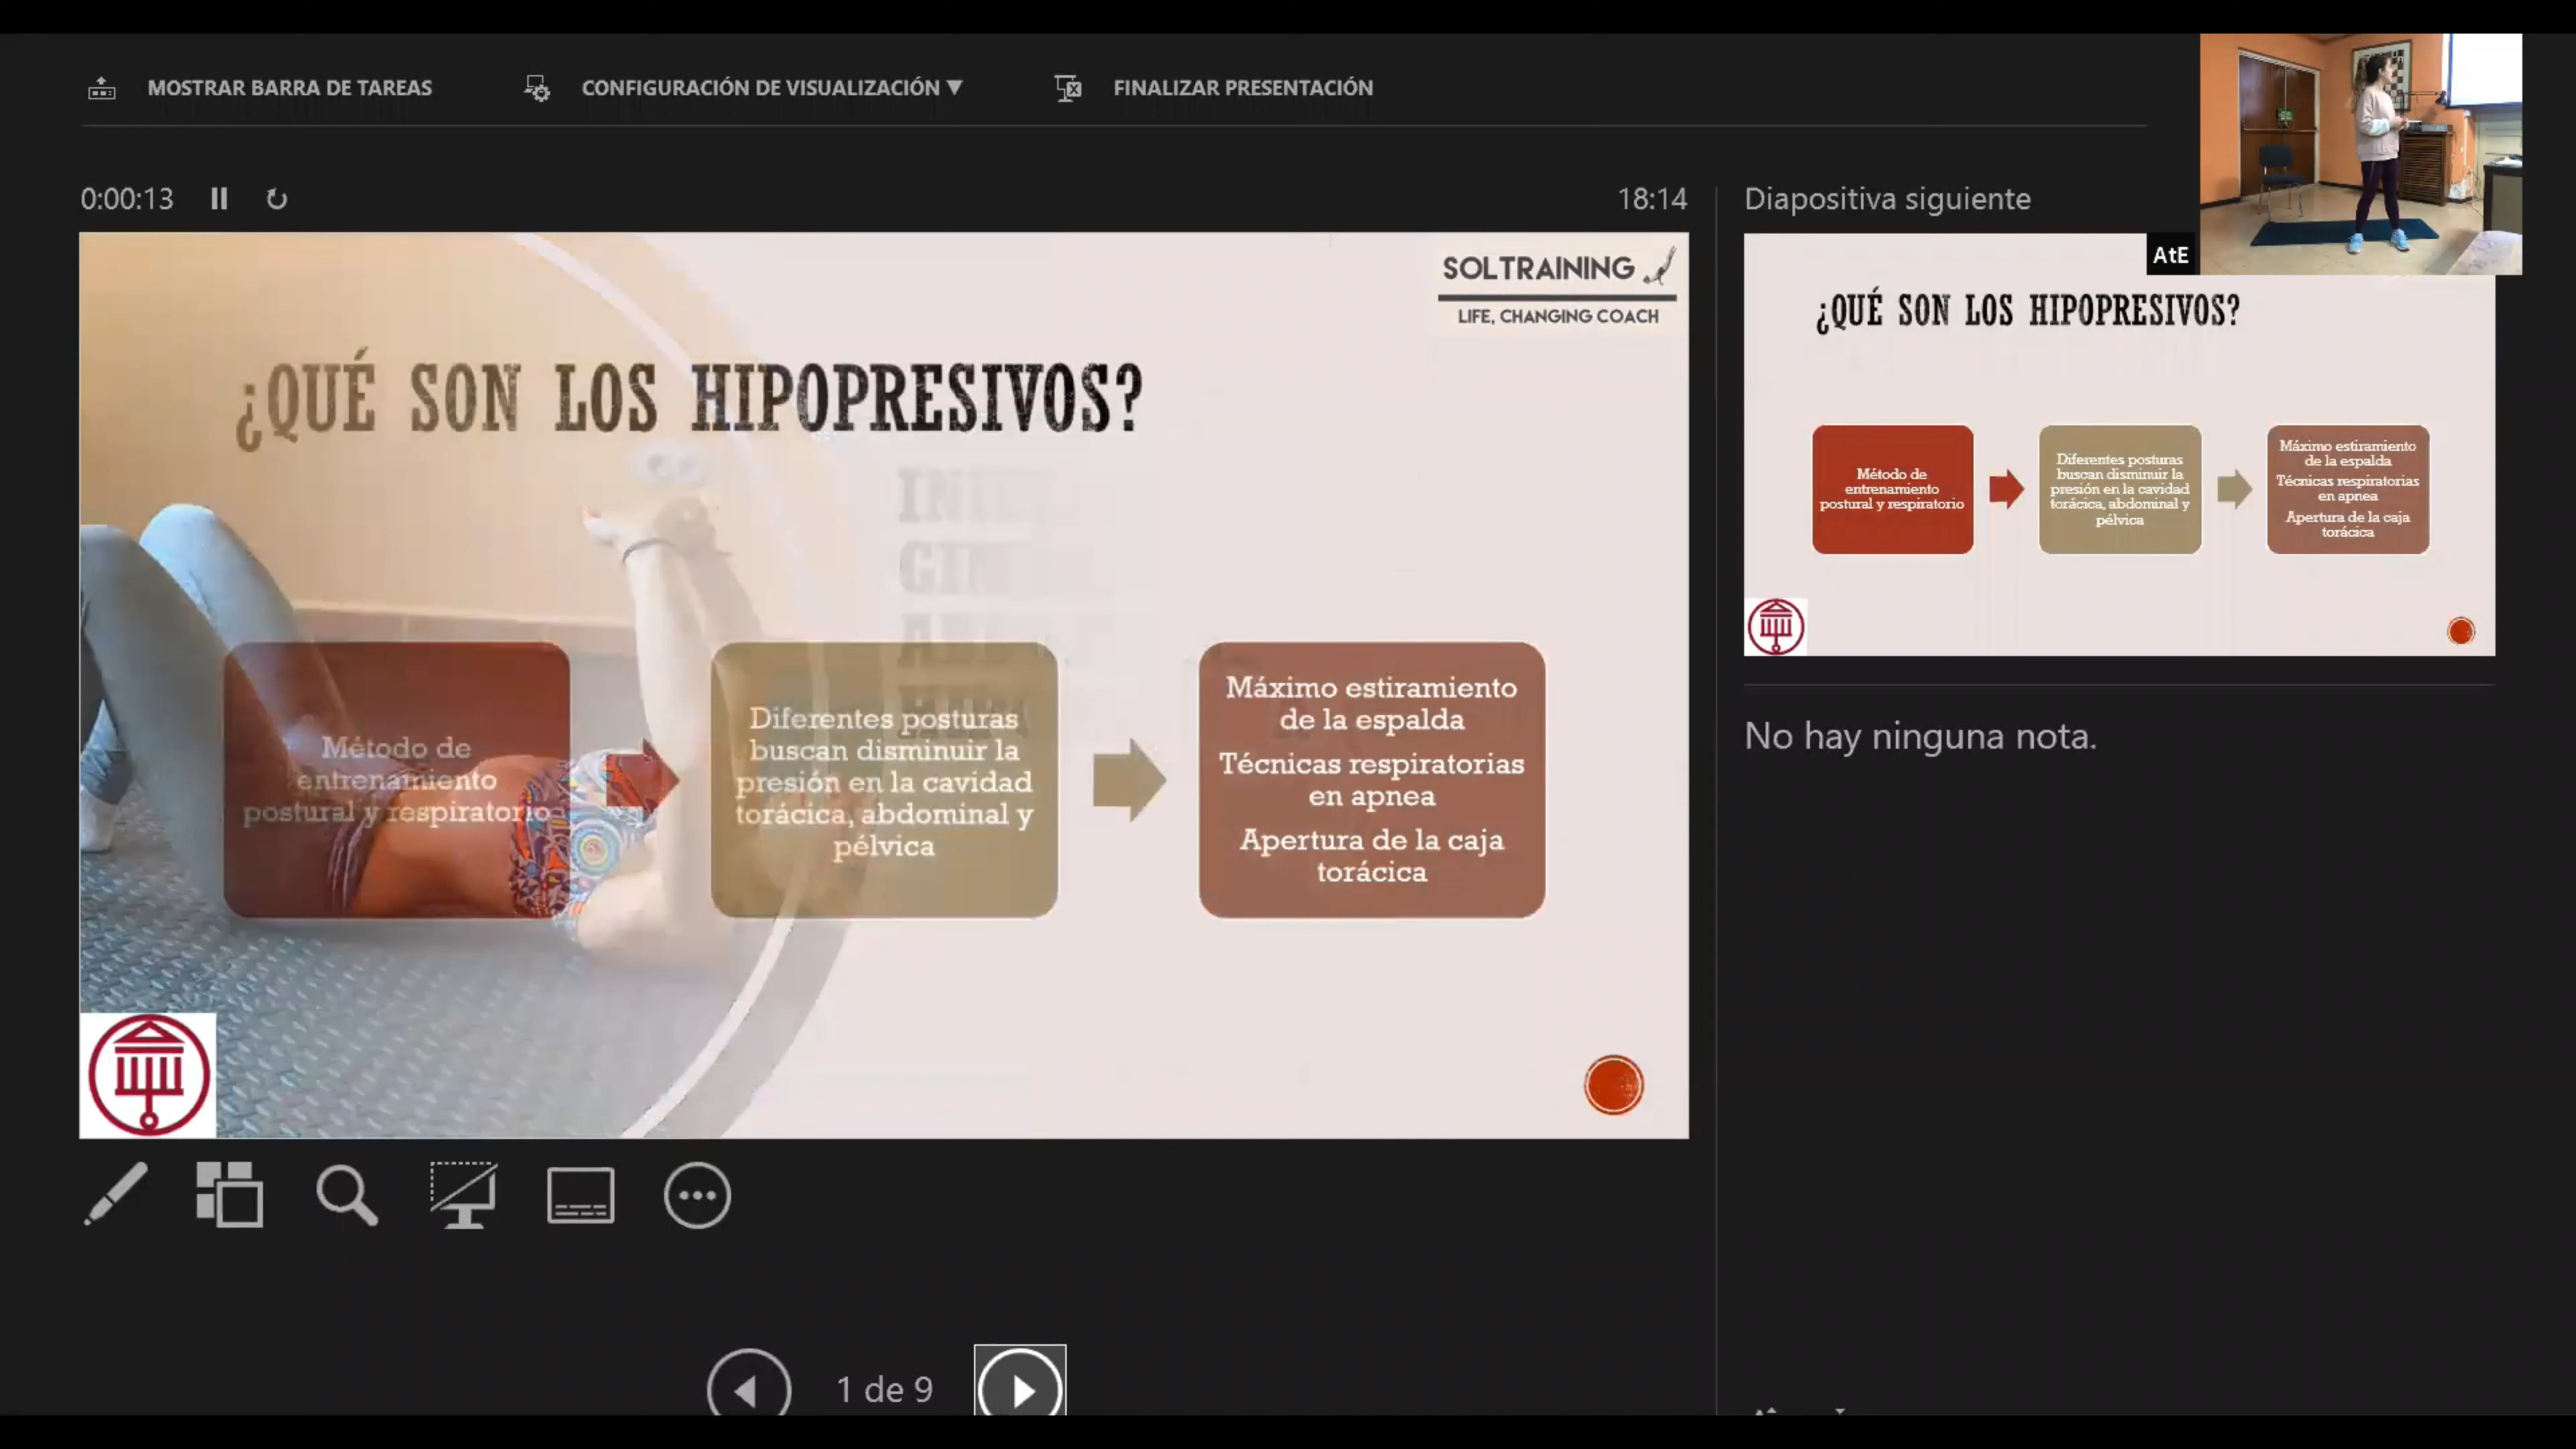 MOSTRAR BARRA DE TAREAS
CONFIGURACIÓN DE VISUALIZACIÓN ▼
FINALIZAR PRESENTACIÓN
0:00:13
18:14
SOLTRAINING
LIFE, CHANGING COACH
¿QUÉ SON LOS HIPOPRESIVOS?
Método de
entrenamiento
postural y respiratorio
Diferentes posturas
buscan disminuir la
presión en la cavidad
torácica, abdominal y
pélvica
Máximo estiramiento
de la espalda
Técnicas respiratorias
en apnea
Apertura de la caja
torácica
1 de 9
Diapositiva siguiente
AtE
¿QUÉ SON LOS HIPOPRESIVOS?
Método de
entrenamiento
postural y respiratorio
Diferentes posturas
buscan disminuir la
presión en la cavidad
torácica, abdominal y
pélvica
Máximo estiramiento
de la espalda
Técnicas respiratorias
en apnea
Apertura de la caja
torácica
No hay ninguna nota.